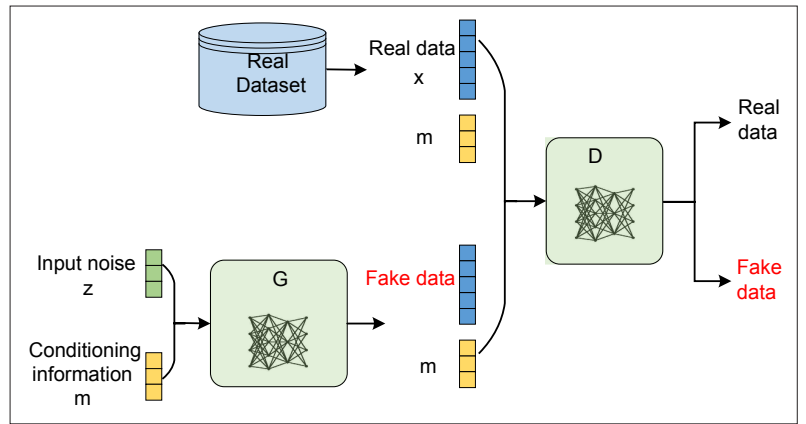 Real
Dataset
Real data
x
m
D
Real
data
Input noise
z
G
Fake data
Fake
data
Conditioning
information
m
m